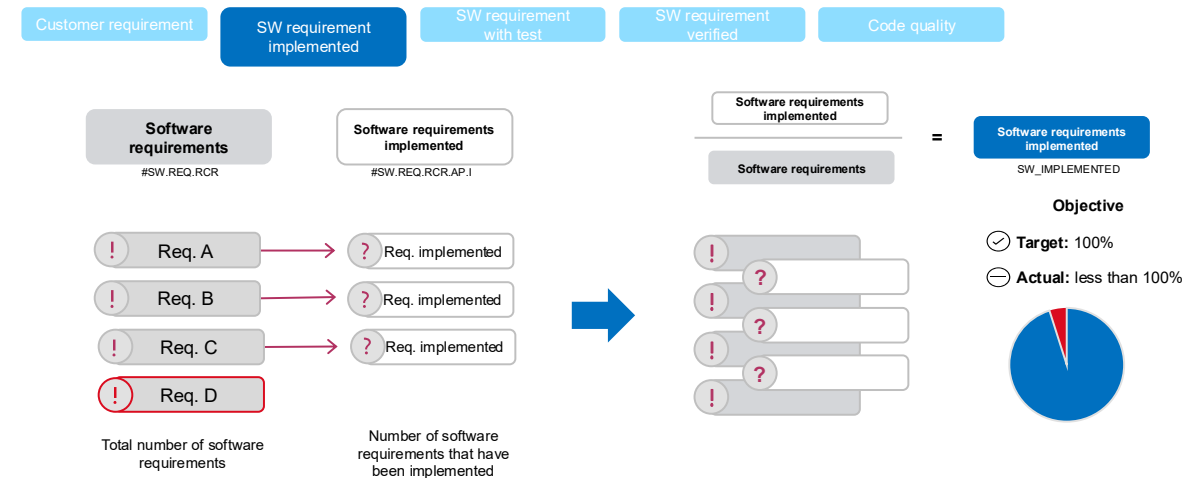 Customer requirement
SW requirement
implemented
SW requirement
with test
SW requirement
verified
Code quality
Software
requirements
#SW.REQ.RCR
Software requirements
implemented
#SW.REQ.RCR.AP.I
Software requirements
implemented
Software requirements
=
Software requirements
implemented
SW_IMPLEMENTED
Objective
Target: 100%
Actual: less than 100%
! Req. A
? Req. implemented
! Req. B
? Req. implemented
! Req. C
? Req. implemented
! Req. D
!
?
!
?
!
?
!
Total number of software
requirements
Number of software
requirements that have
been implemented